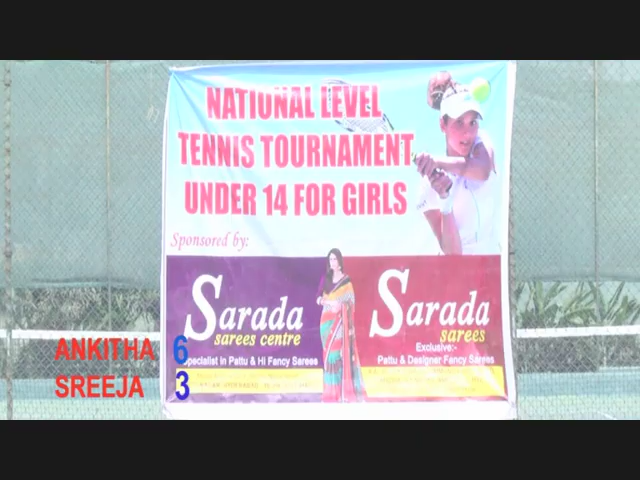 NATIONAL LEVEL
TENNIS TOURNAMENT
UNDER 14 FOR GIRLS
Sponsored by:
Sarada
sarees centre
Specialist in Pattu & Hi Fancy Sarees
Sarada
sarees
Exclusive:-
Pattu & Designer Fancy Sarees
ANKITHA 6
SREEJA 3